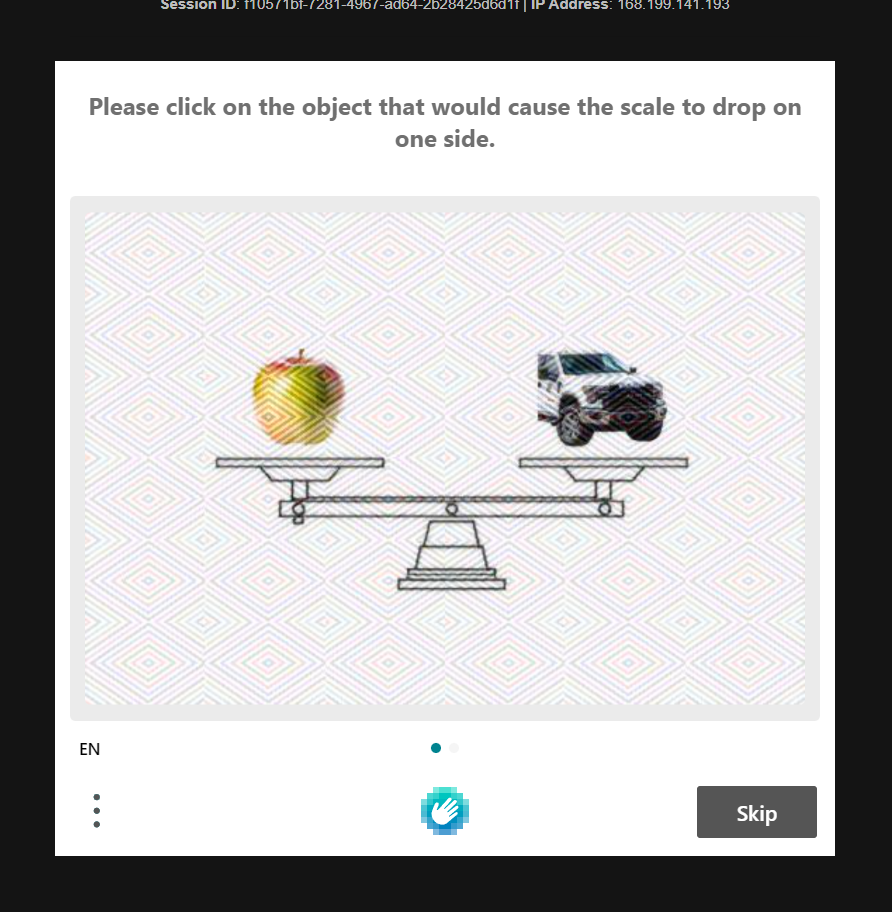 Session ID: f10571bf-7281-4967-ad64-2b28425d6d1f | IP Address: 168.199.141.193
Please click on the object that would cause the scale to drop on
one side.
EN
Skip